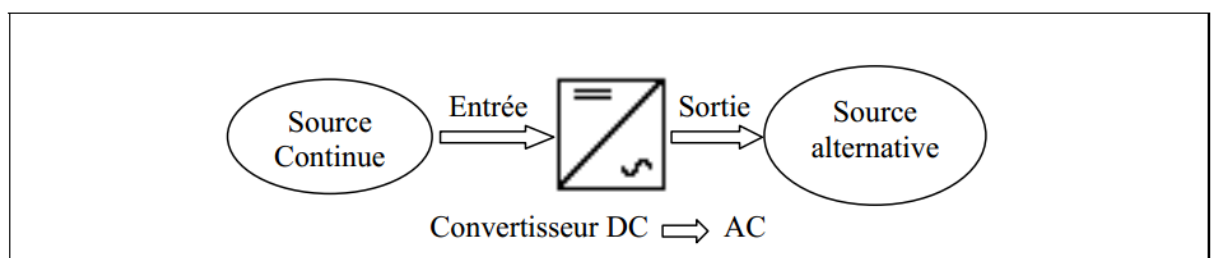 Source
Continue
Entrée
Sortie
Source
alternative
Convertisseur DC ⇨ AC